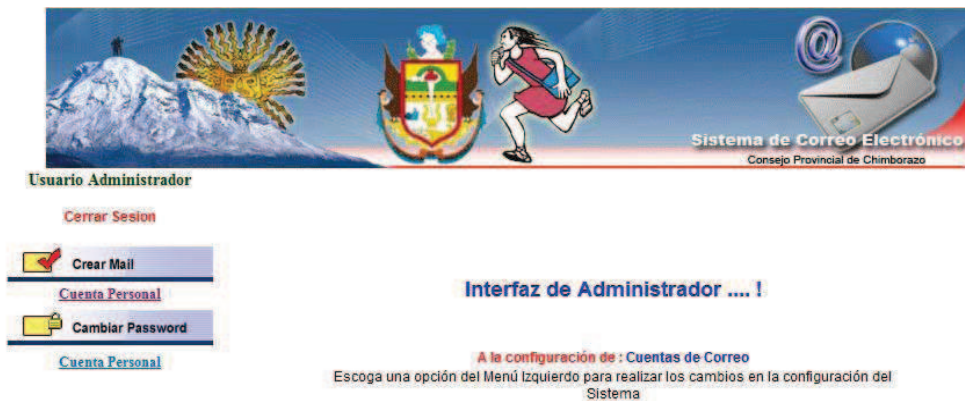 Sistema de Correo Electrónico
Consejo Provincial de Chimborazo
Usuario Administrador
Cerrar Sesion
Crear Mail
Cuenta Personal
Cambiar Password
Cuenta Personal
Interfaz de Administrador .... !
A la configuración de : Cuentas de Correo
Escoga una opción del Menú Izquierdo para realizar los cambios en la configuración del
Sistema